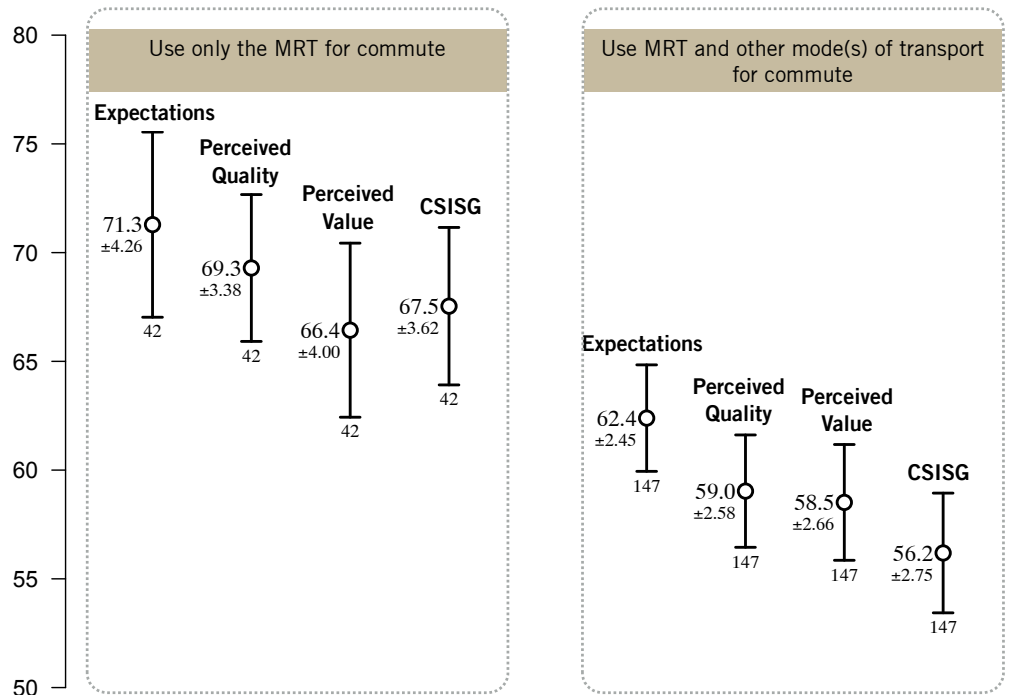 80
75
70
65
60
55
50
Use only the MRT for commute
Expectations
71.3
±4.26
42
Perceived
Quality
69.3
±3.38
42
Perceived
Value
66.4
±4.00
42
CSISG
67.5
±3.62
42
Use MRT and other mode(s) of transport
for commute
Expectations
62.4
±2.45
147
Perceived
Quality
59.0
±2.58
147
Perceived
Value
58.5
±2.66
147
CSISG
56.2
±2.75
147